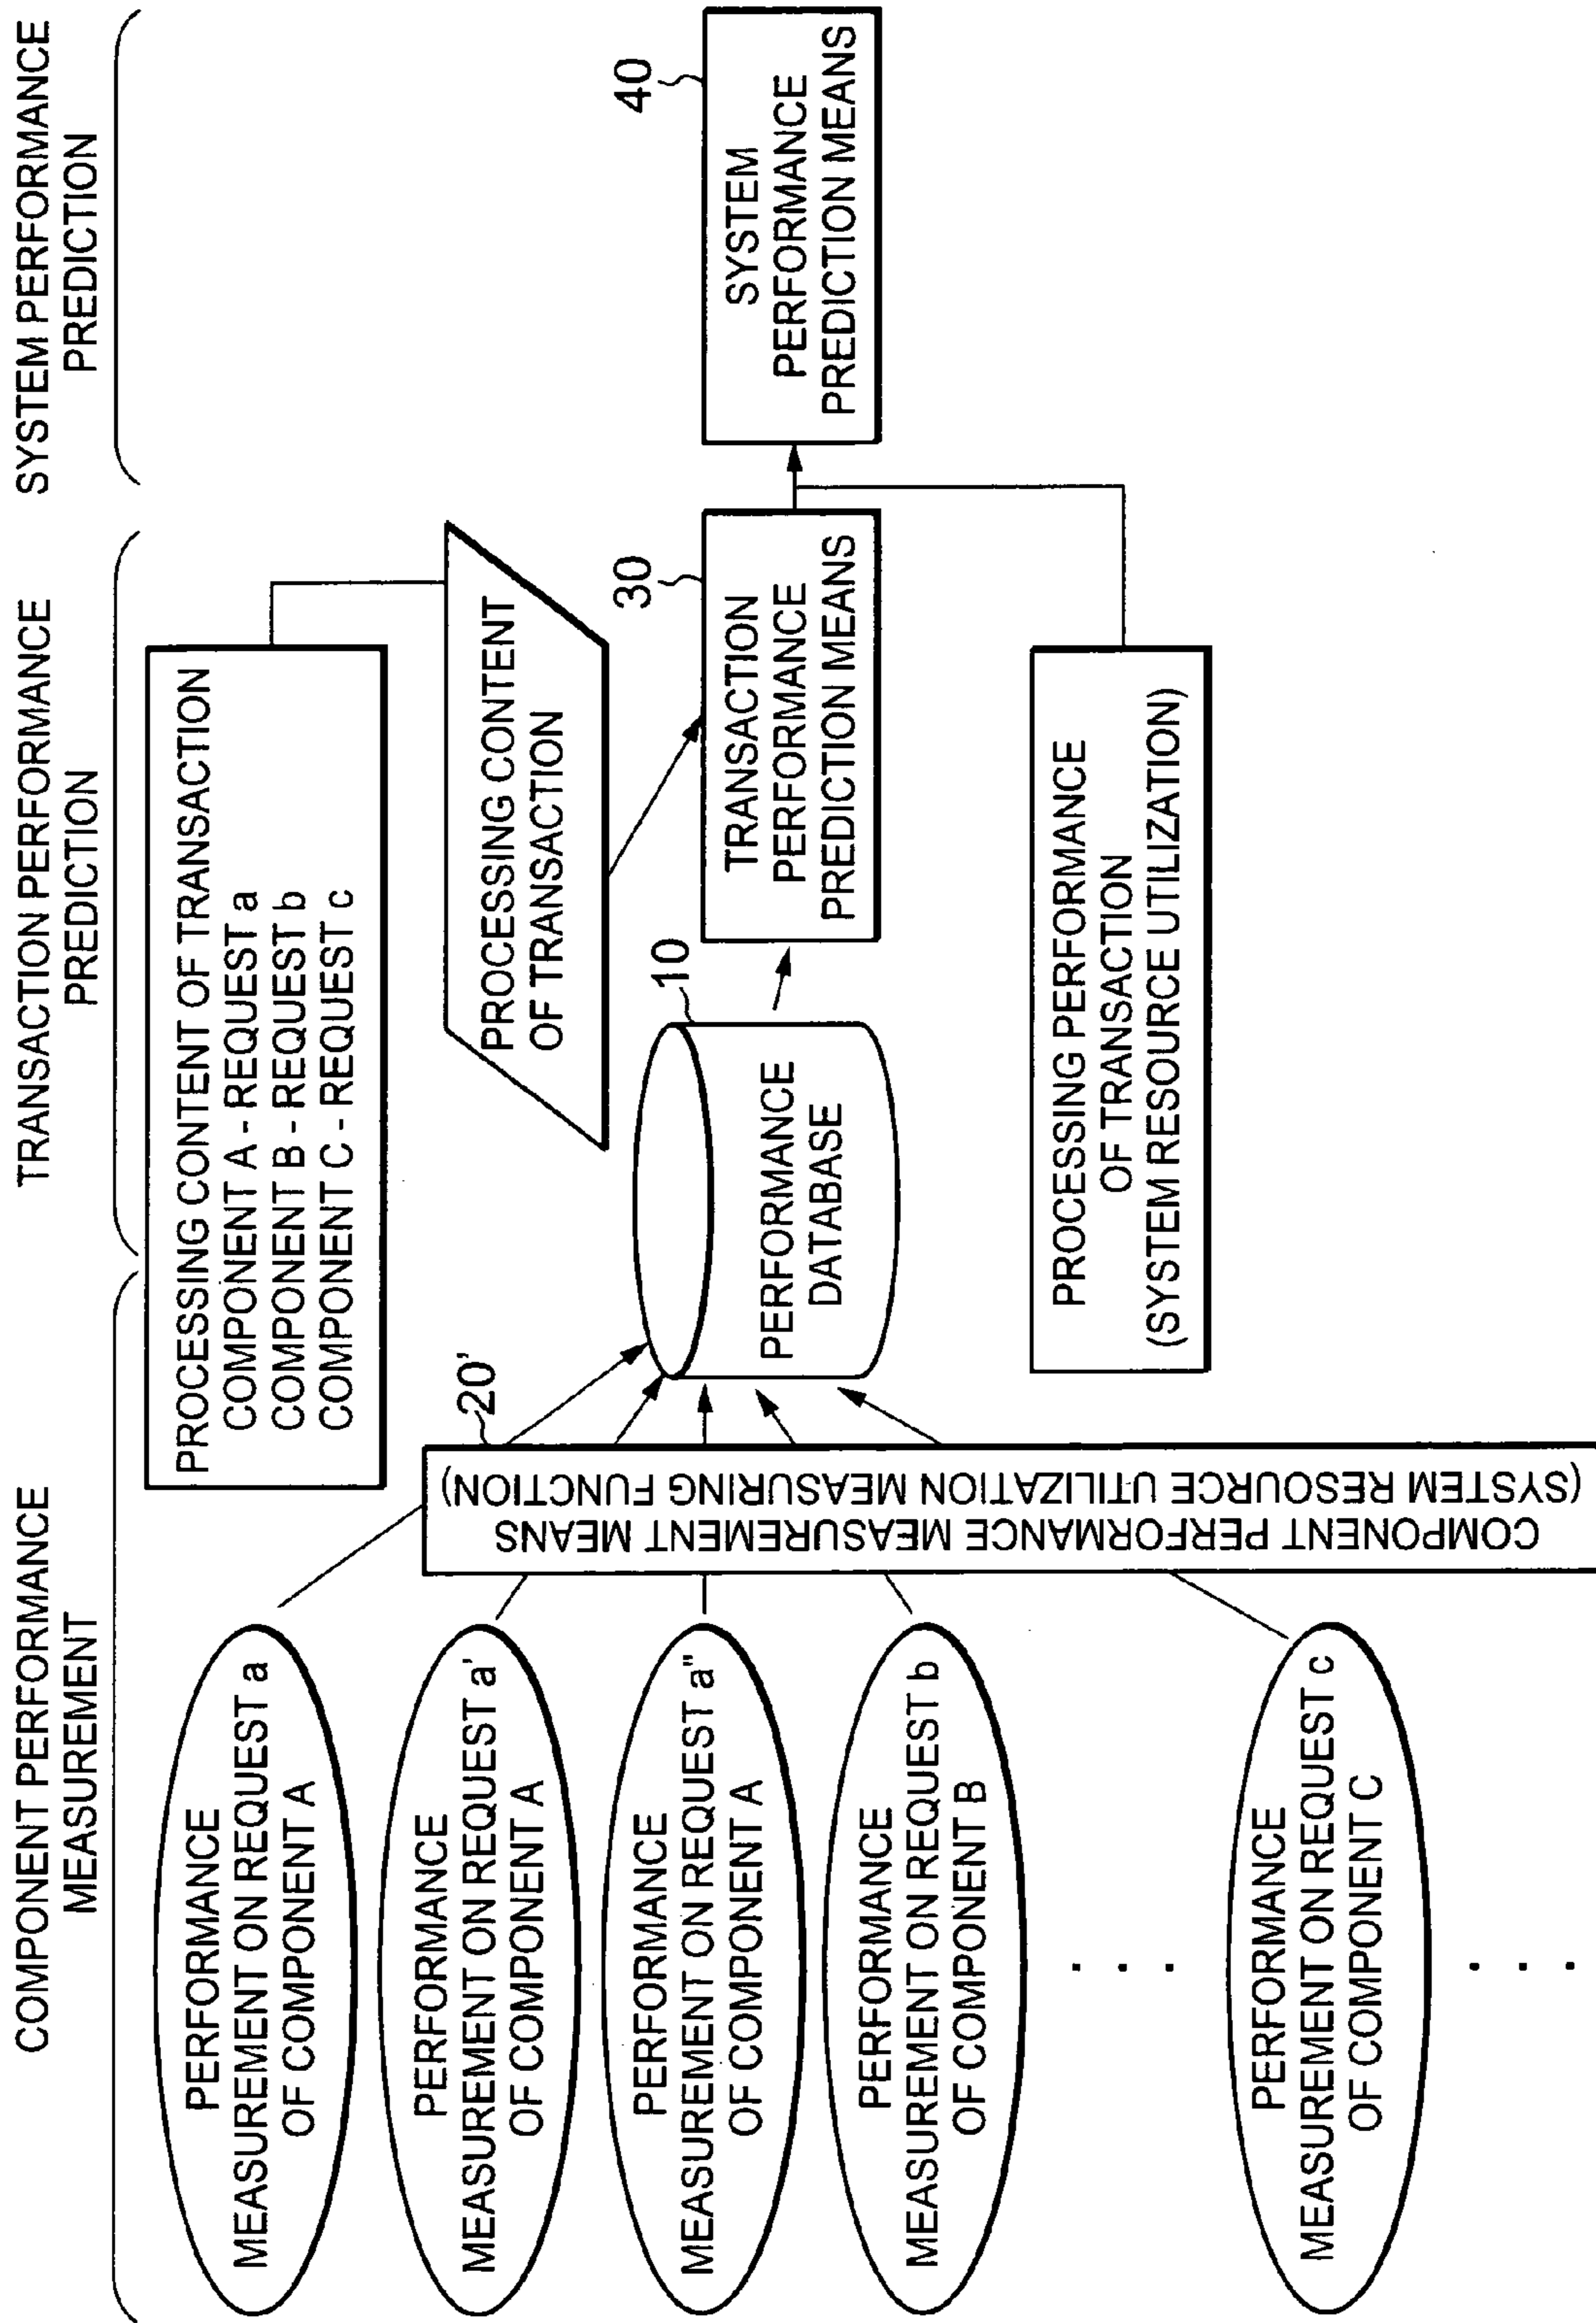 COMPONENT PERFORMANCE
MEASUREMENT
TRANSACTION PERFORMANCE
PREDICTION
SYSTEM PERFORMANCE
PREDICTION
PERFORMANCE
MEASUREMENT ON REQUEST a
OF COMPONENT A
PERFORMANCE
MEASUREMENT ON REQUEST a'
OF COMPONENT A
PERFORMANCE
MEASUREMENT ON REQUEST a"
OF COMPONENT A
PERFORMANCE
MEASUREMENT ON REQUEST b
OF COMPONENT B
. . .
PERFORMANCE
MEASUREMENT ON REQUEST c
OF COMPONENT C
. . .
20'
COMPONENT PERFORMANCE MEASUREMENT MEANS
(SYSTEM RESOURCE UTILIZATION MEASURING FUNCTION)
PROCESSING CONTENT OF TRANSACTION
COMPONENT A - REQUEST a
COMPONENT B - REQUEST b
COMPONENT C - REQUEST c
PROCESSING CONTENT
OF TRANSACTION
10
PERFORMANCE
DATABASE
30
TRANSACTION
PERFORMANCE
PREDICTION MEANS
PROCESSING PERFORMANCE
OF TRANSACTION
(SYSTEM RESOURCE UTILIZATION)
40
SYSTEM
PERFORMANCE
PREDICTION MEANS